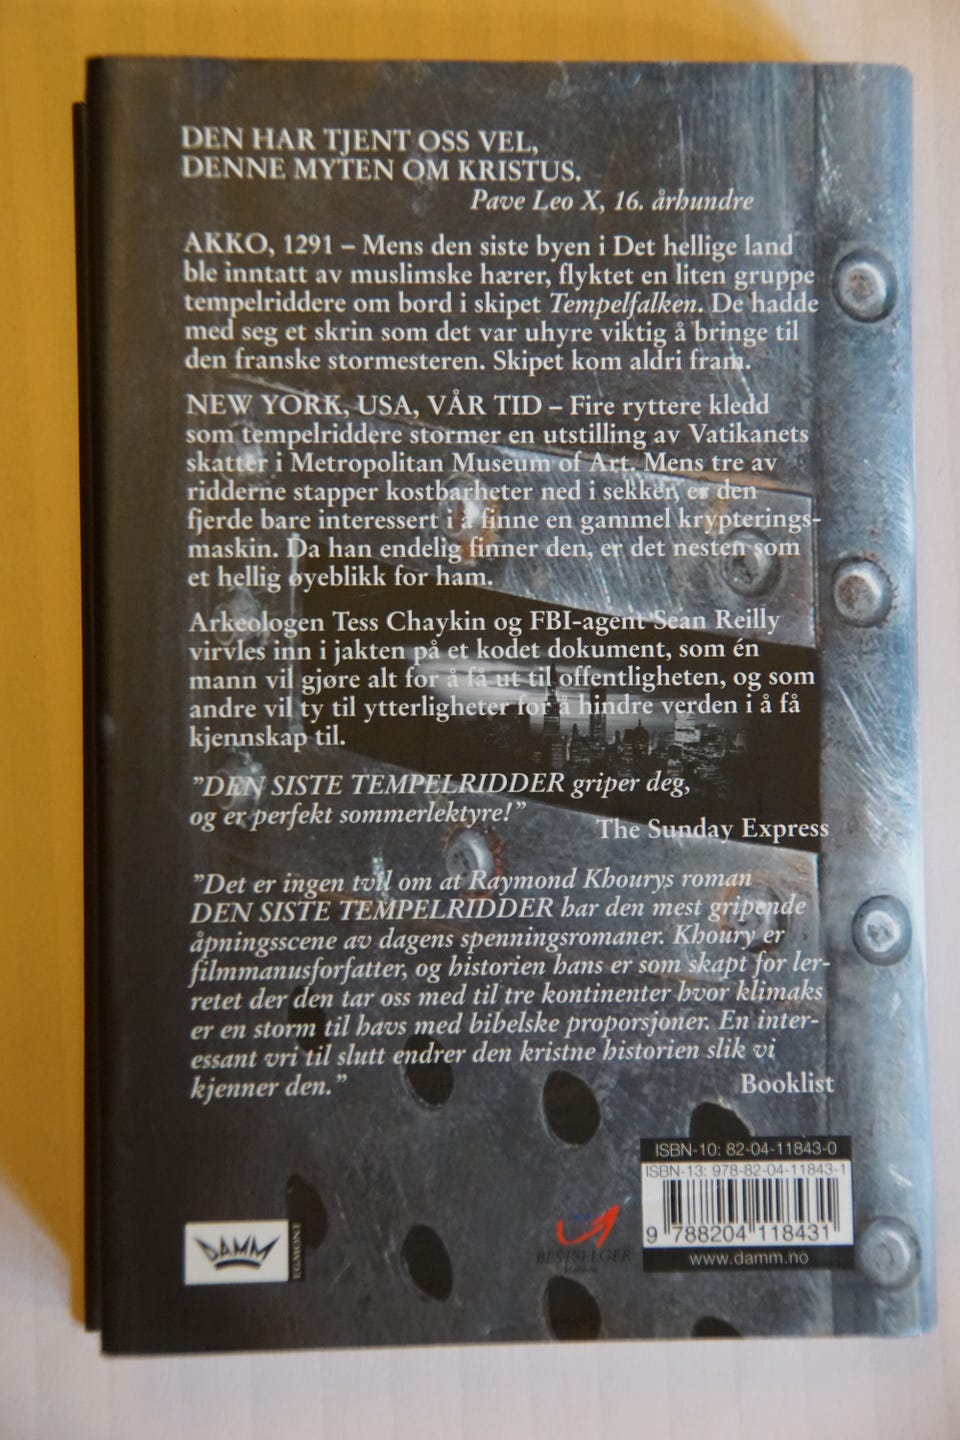 DEN HAR TJENT OSS VEL,
DENNE MYTEN OM KRISTUS.
Pave Leo X, 16. århundre
AKKO, 1291 – Mens den siste byen i Det hellige land
ble inntatt av muslimske hærer, flyktet en liten gruppe
tempelriddere om bord i skipet Tempelfalken. De hadde
med seg et skrin som det var uhyre viktig å bringe til
den franske stormesteren. Skipet kom aldri fram.
NEW YORK, USA, VÅR TID – Fire ryttere kledd
som tempelriddere stormer en utstilling av Vatikanets
skatter i Metropolitan Museum of Art. Mens tre av
ridderne stapper kostbarheter ned i sekker, er den
fjerde bare interessert i å finne en gammel krypterings-
maskin. Da han endelig finner den, er det nesten som
et hellig øyeblikk for ham.
Arkeologen Tess Chaykin og FBI-agent Sean Reilly
virvles inn i jakten på et kodet dokument, som én
mann vil gjøre alt for å få ut til offentligheten, og som
andre vil ty til ytterligheter for å hindre verden i å få
kjennskap til.
”DEN SISTE TEMPELRIDDER griper deg,
og er perfekt sommerlektyre!”
The Sunday Express
”Det er ingen tvil om at Raymond Khourys roman
DEN SISTE TEMPELRIDDER har den mest gripende
åpningsscene av dagens spenningsromaner. Khoury er
filmmanusforfatter, og historien hans er som skapt for ler-
retet der den tar oss med til tre kontinenter hvor klimaks
er en storm til havs med bibelske proporsjoner. En inter-
essant vri til slutt endrer den kristne historien slik vi
kjenner den.”
Booklist
ISBN-10: 82-04-11843-0
ISBN-13: 978-82-04-11843-1
9 788204 118431
www.damm.no
DAMM
EGMONT
BESTSELGER